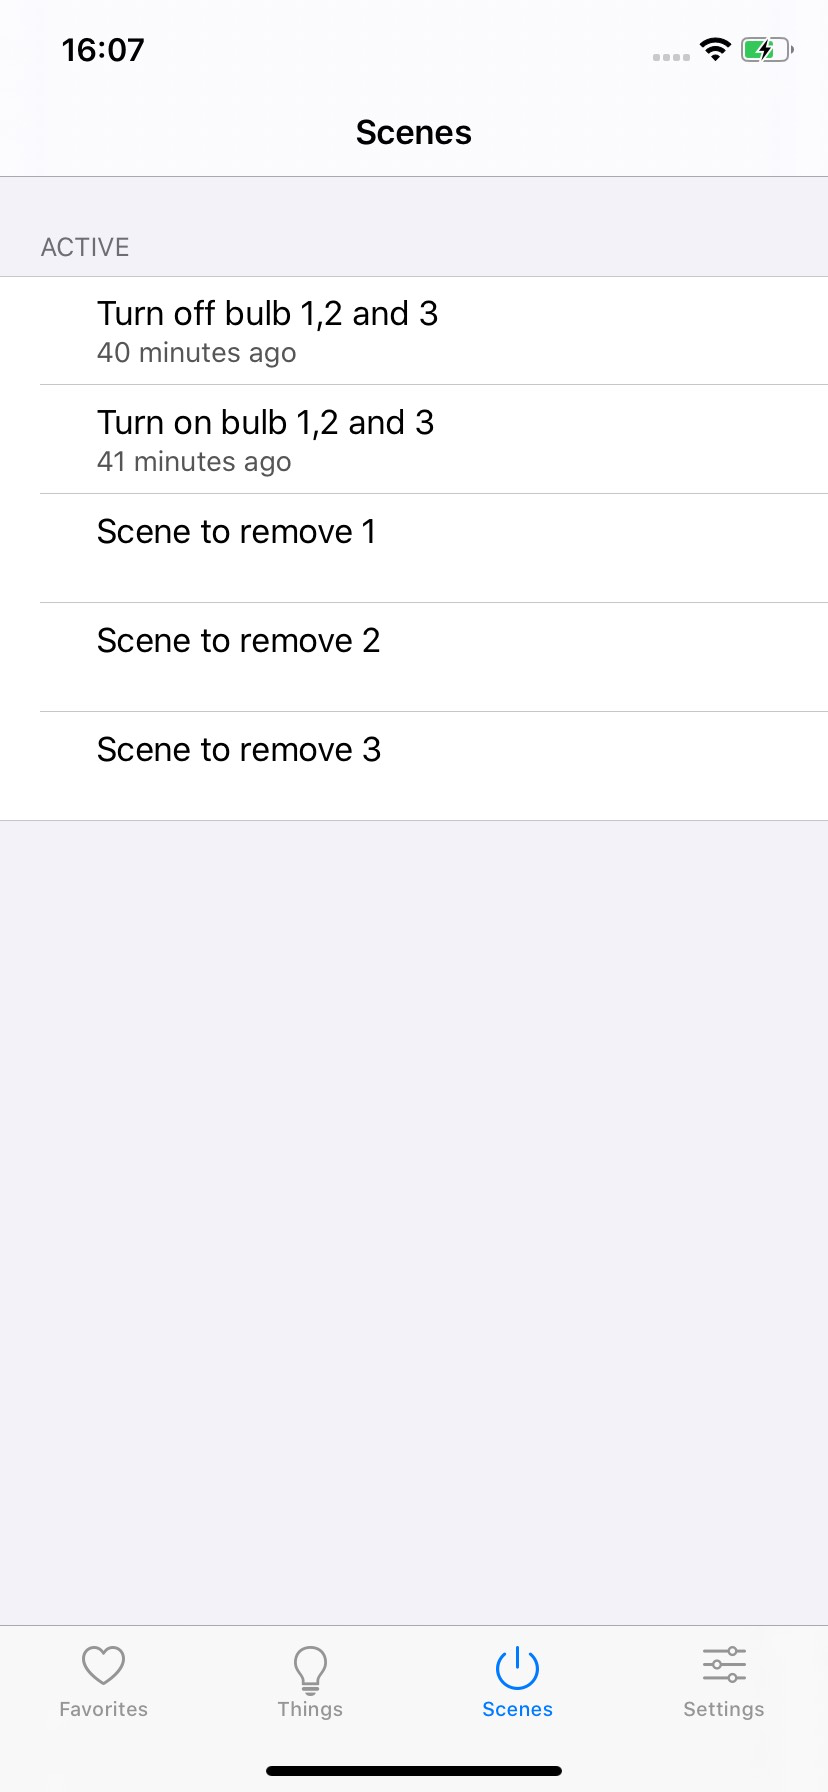 16:07
Scenes
ACTIVE
Turn off bulb 1,2 and 3
40 minutes ago
Turn on bulb 1,2 and 3
41 minutes ago
Scene to remove 1
Scene to remove 2
Scene to remove 3
Favorites Things Scenes Settings